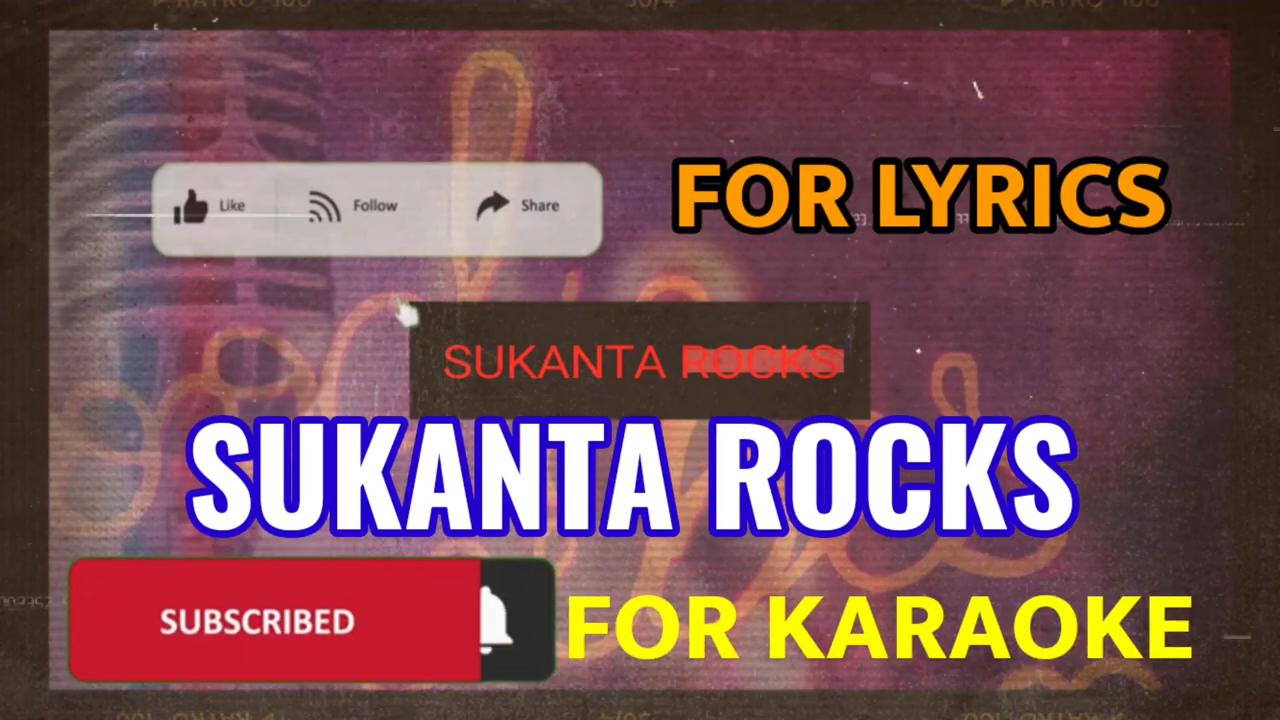 Like Follow Share
FOR LYRICS
SUKANTA ROCKS
SUKANTA ROCKS
SUBSCRIBED
FOR KARAOKE